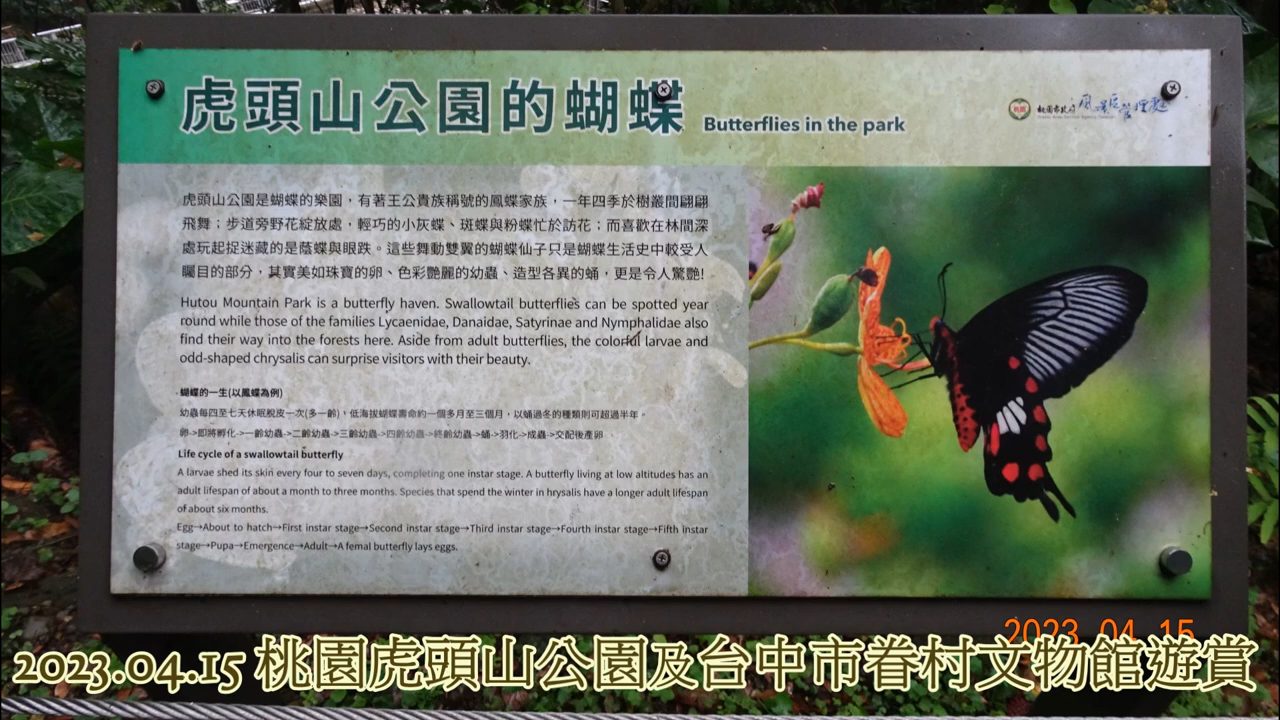 虎頭山公園的蝴蝶 Butterflies in the park
桃園市政府 風景區管理處
虎頭山公園是蝴蝶的樂園，有著王公貴族稱號的鳳蝶家族，一年四季於樹叢間翩翩
飛舞；步道旁野花綻放處，輕巧的小灰蝶、斑蝶與粉蝶忙於訪花；而喜歡在林間深
處玩起捉迷藏的是蔭蝶與眼跌。這些舞動雙翼的蝴蝶仙子只是蝴蝶生活史中較受人
矚目的部分，其實美如珠寶的卵、色彩艷麗的幼蟲、造型各異的蛹，更是令人驚艷!
Hutou Mountain Park is a butterfly haven. Swallowtail butterflies can be spotted year
round while those of the families Lycaenidae, Danaidae, Satyrinae and Nymphalidae also
find their way into the forests here. Aside from adult butterflies, the colorful larvae and
odd-shaped chrysalis can surprise visitors with their beauty.
蝴蝶的一生(以鳳蝶為例)
幼蟲每四至七天休眠脫皮一次(多一齡)，低海拔蝴蝶壽命約一個多月至三個月，以蛹過冬的種類則可超過半年。
卵->即將孵化->一齡幼蟲->二齡幼蟲->三齡幼蟲->四齡幼蟲->終齡幼蟲->蛹->羽化->成蟲->交配後產卵
Life cycle of a swallowtail butterfly
A larvae shed its skin every four to seven days, completing one instar stage. A butterfly living at low altitudes has an
adult lifespan of about a month to three months. Species that spend the winter in hrysalis have a longer adult lifespan
of about six months.
Egg→About to hatch→First instar stage→Second instar stage→Third instar stage→Fourth instar stage→Fifth instar
stage→Pupa→Emergence→Adult→A femal butterfly lays eggs.
2023. 04. 15
2023.04.15 桃園虎頭山公園及台中市眷村文物館遊賞